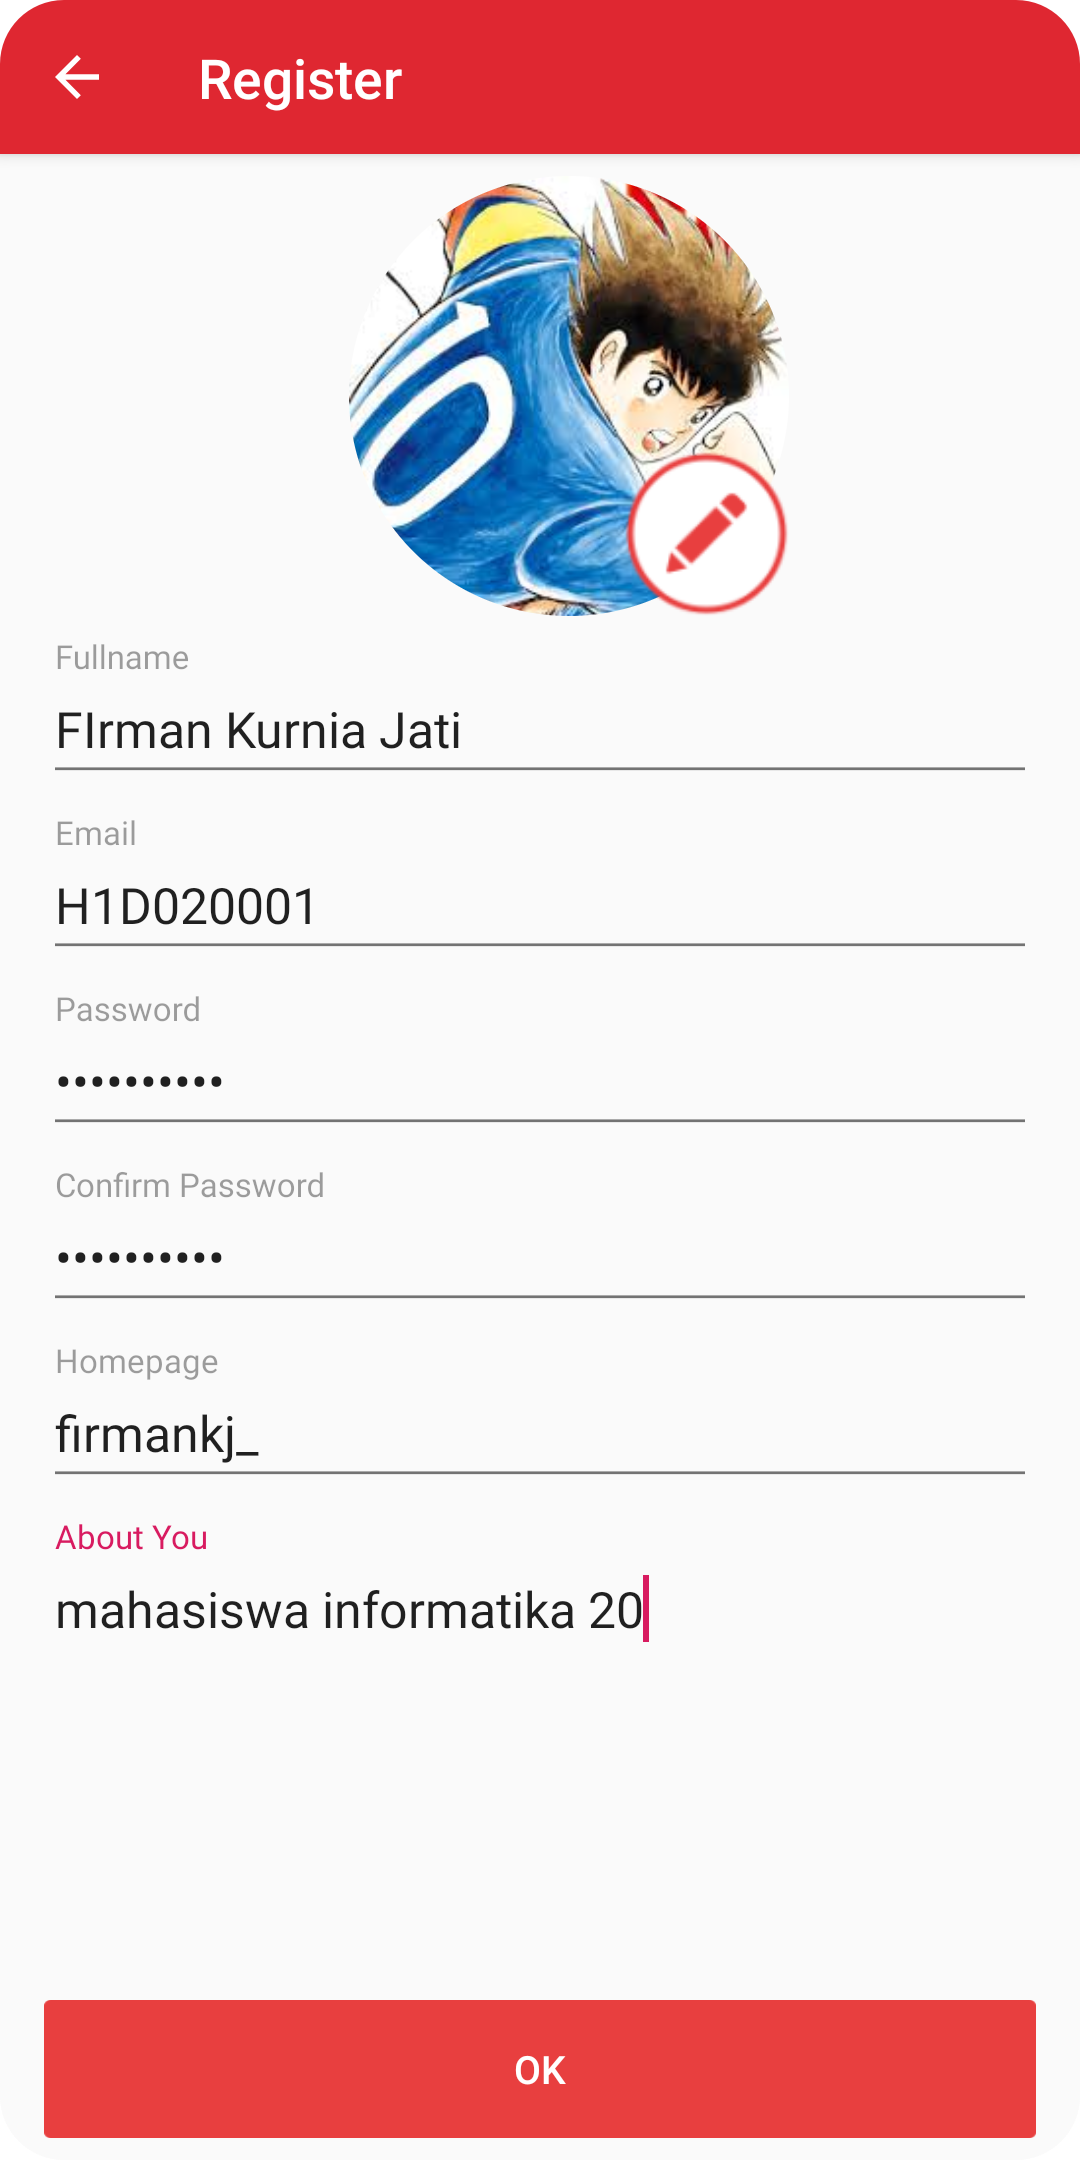 Register
10
Fullname
FIrman Kurnia Jati
Email
H1D020001
Password
••••••••••
Confirm Password
••••••••••
Homepage
firmankj_
About You
mahasiswa informatika 20
OK